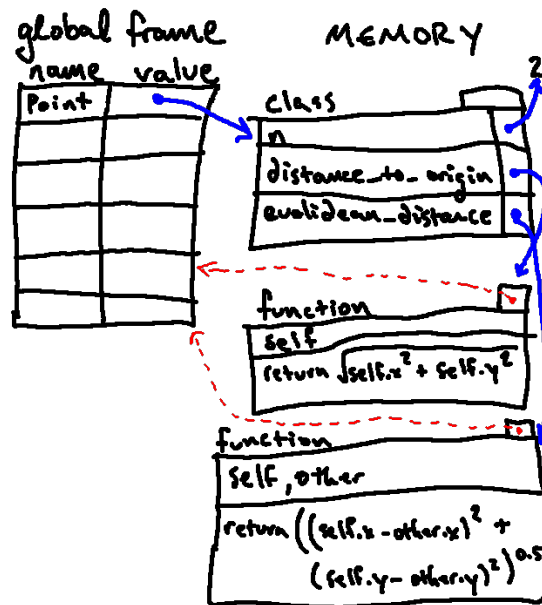 global frame
name value
Point
MEMORY
2
class
n
distance_to_origin
euclidean_distance
function
self
return √self.x² + self.y²
function
self, other
return ((self.x - other.x)² +
(self.y - other.y)²)^0.5